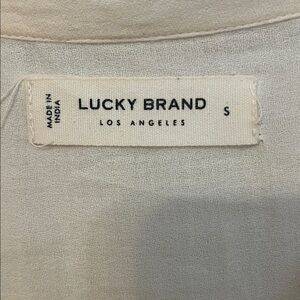 MADE IN
INDIA
LUCKY BRAND
LOS ANGELES
S